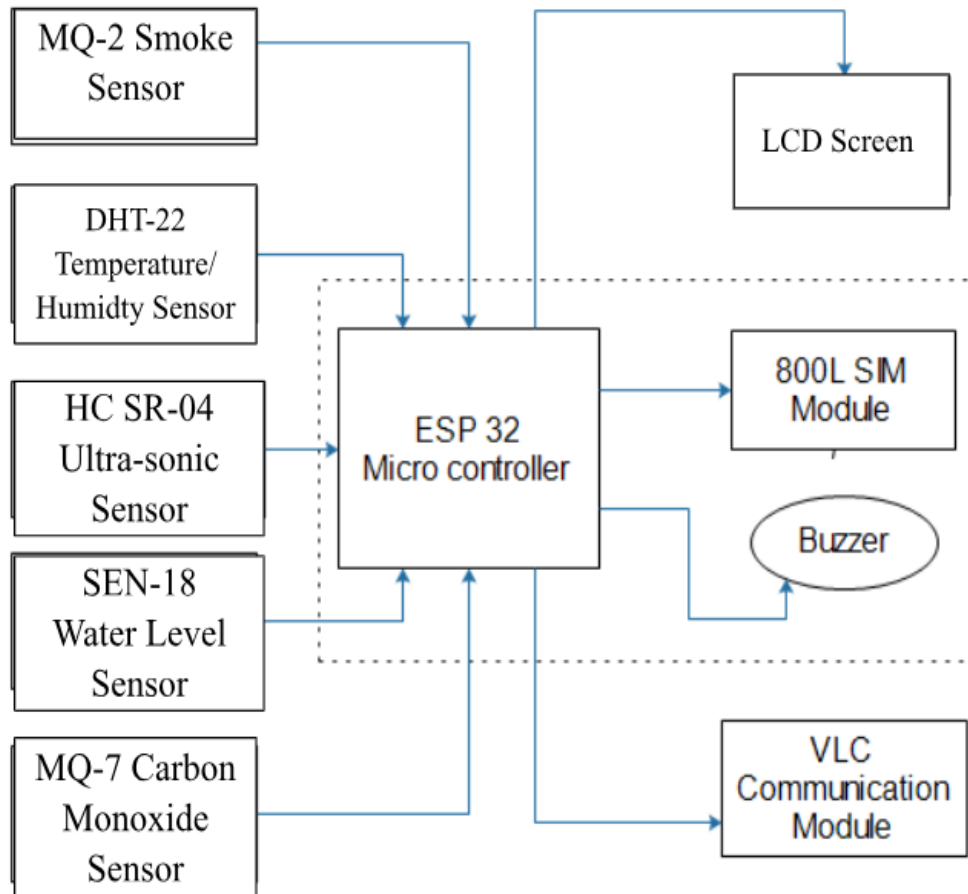 MQ-2 Smoke
Sensor
LCD Screen
DHT-22
Temperature/
Humidty Sensor
ESP 32
Micro controller
800L SIM
Module
HC SR-04
Ultra-sonic
Sensor
Buzzer
SEN-18
Water Level
Sensor
MQ-7 Carbon
Monoxide
Sensor
VLC
Communication
Module